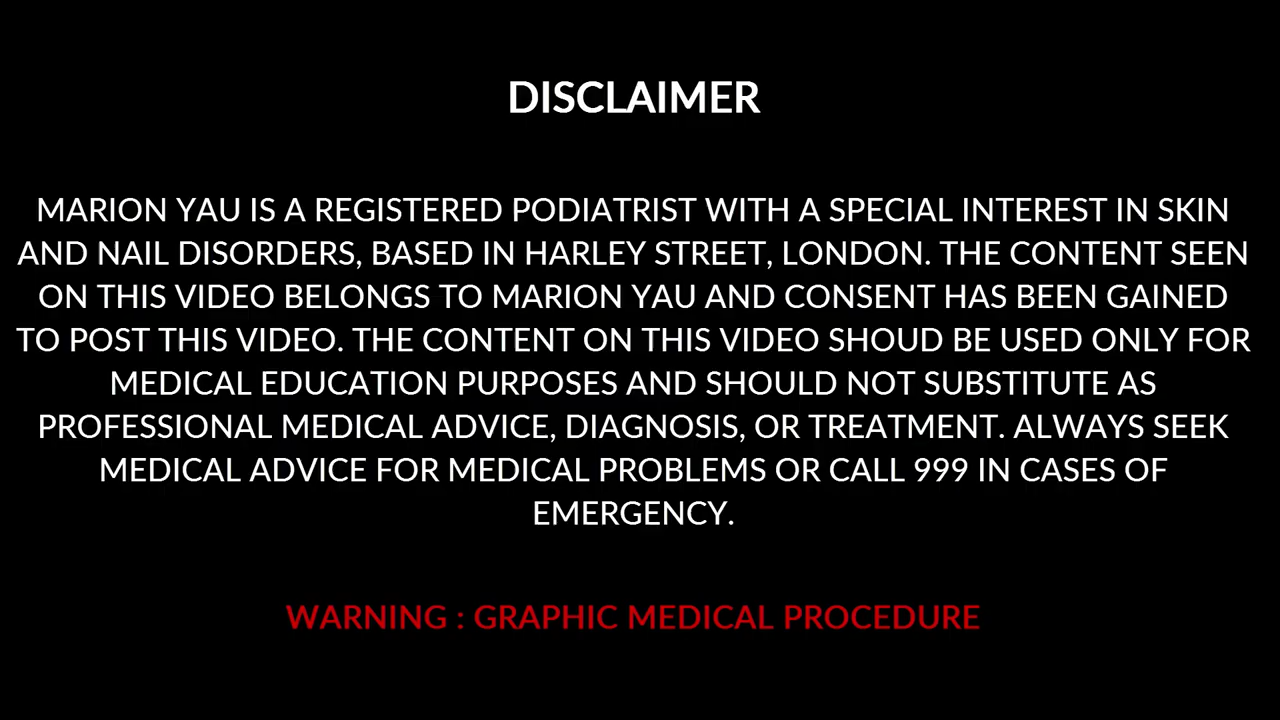 DISCLAIMER
MARION YAU IS A REGISTERED PODIATRIST WITH A SPECIAL INTEREST IN SKIN
AND NAIL DISORDERS, BASED IN HARLEY STREET, LONDON. THE CONTENT SEEN
ON THIS VIDEO BELONGS TO MARION YAU AND CONSENT HAS BEEN GAINED
TO POST THIS VIDEO. THE CONTENT ON THIS VIDEO SHOUD BE USED ONLY FOR
MEDICAL EDUCATION PURPOSES AND SHOULD NOT SUBSTITUTE AS
PROFESSIONAL MEDICAL ADVICE, DIAGNOSIS, OR TREATMENT. ALWAYS SEEK
MEDICAL ADVICE FOR MEDICAL PROBLEMS OR CALL 999 IN CASES OF
EMERGENCY.
WARNING : GRAPHIC MEDICAL PROCEDURE